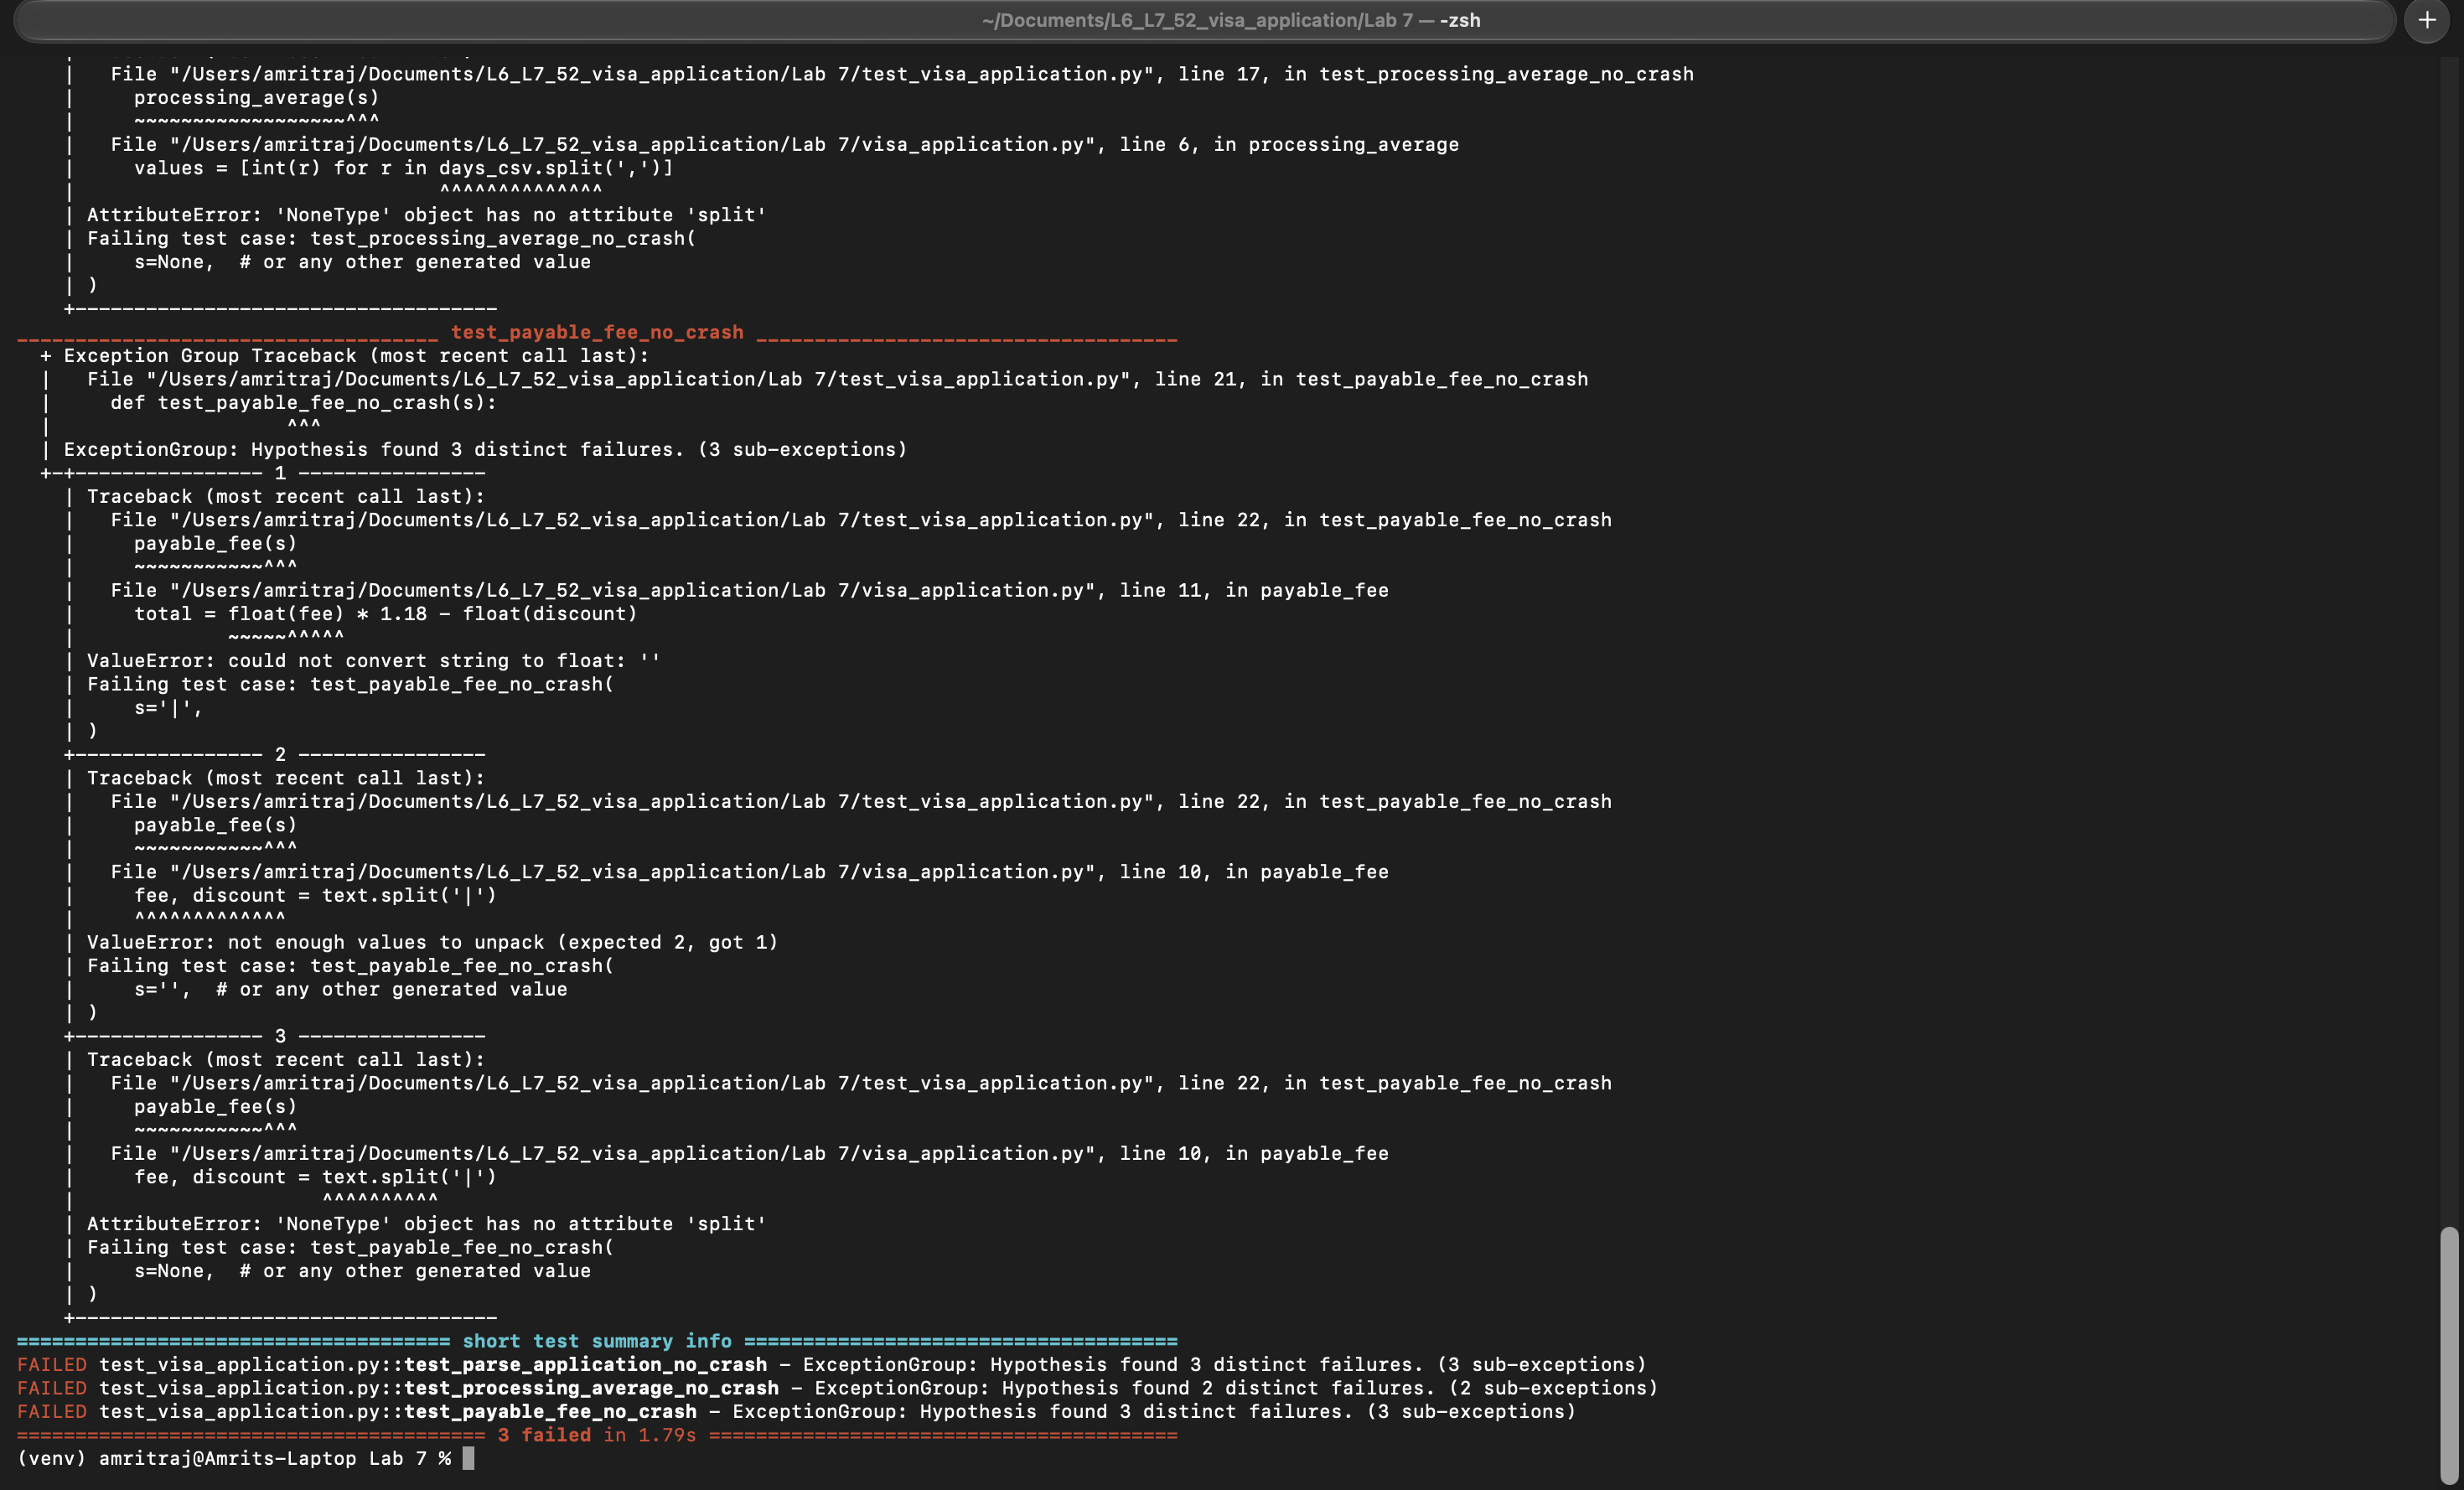 ~/Documents/L6_L7_52_visa_application/Lab 7 — -zsh
+
|   File "/Users/amritraj/Documents/L6_L7_52_visa_application/Lab 7/test_visa_application.py", line 17, in test_processing_average_no_crash
|     processing_average(s)
|     ~~~~~~~~~~~~~~~~~~^^^
|   File "/Users/amritraj/Documents/L6_L7_52_visa_application/Lab 7/visa_application.py", line 6, in processing_average
|     values = [int(r) for r in days_csv.split(',')]
|                               ^^^^^^^^^^^^^^
| AttributeError: 'NoneType' object has no attribute 'split'
| Failing test case: test_processing_average_no_crash(
|     s=None,  # or any other generated value
| )
+------------------------------------
____________________________________ test_payable_fee_no_crash ____________________________________
+ Exception Group Traceback (most recent call last):
|   File "/Users/amritraj/Documents/L6_L7_52_visa_application/Lab 7/test_visa_application.py", line 21, in test_payable_fee_no_crash
|     def test_payable_fee_no_crash(s):
|                    ^^^
| ExceptionGroup: Hypothesis found 3 distinct failures. (3 sub-exceptions)
+-+---------------- 1 ----------------
| Traceback (most recent call last):
|   File "/Users/amritraj/Documents/L6_L7_52_visa_application/Lab 7/test_visa_application.py", line 22, in test_payable_fee_no_crash
|     payable_fee(s)
|     ~~~~~~~~~~~^^^
|   File "/Users/amritraj/Documents/L6_L7_52_visa_application/Lab 7/visa_application.py", line 11, in payable_fee
|     total = float(fee) * 1.18 - float(discount)
|             ~~~~~^^^^^
| ValueError: could not convert string to float: ''
| Failing test case: test_payable_fee_no_crash(
|     s='|',
| )
+---------------- 2 ----------------
| Traceback (most recent call last):
|   File "/Users/amritraj/Documents/L6_L7_52_visa_application/Lab 7/test_visa_application.py", line 22, in test_payable_fee_no_crash
|     payable_fee(s)
|     ~~~~~~~~~~~^^^
|   File "/Users/amritraj/Documents/L6_L7_52_visa_application/Lab 7/visa_application.py", line 10, in payable_fee
|     fee, discount = text.split('|')
|     ^^^^^^^^^^^^^
| ValueError: not enough values to unpack (expected 2, got 1)
| Failing test case: test_payable_fee_no_crash(
|     s='',  # or any other generated value
| )
+---------------- 3 ----------------
| Traceback (most recent call last):
|   File "/Users/amritraj/Documents/L6_L7_52_visa_application/Lab 7/test_visa_application.py", line 22, in test_payable_fee_no_crash
|     payable_fee(s)
|     ~~~~~~~~~~~^^^
|   File "/Users/amritraj/Documents/L6_L7_52_visa_application/Lab 7/visa_application.py", line 10, in payable_fee
|     fee, discount = text.split('|')
|                     ^^^^^^^^^^
| AttributeError: 'NoneType' object has no attribute 'split'
| Failing test case: test_payable_fee_no_crash(
|     s=None,  # or any other generated value
| )
+------------------------------------
===================================== short test summary info =====================================
FAILED test_visa_application.py::test_parse_application_no_crash - ExceptionGroup: Hypothesis found 3 distinct failures. (3 sub-exceptions)
FAILED test_visa_application.py::test_processing_average_no_crash - ExceptionGroup: Hypothesis found 2 distinct failures. (2 sub-exceptions)
FAILED test_visa_application.py::test_payable_fee_no_crash - ExceptionGroup: Hypothesis found 3 distinct failures. (3 sub-exceptions)
======================================== 3 failed in 1.79s ========================================
(venv) amritraj@Amrits-Laptop Lab 7 %